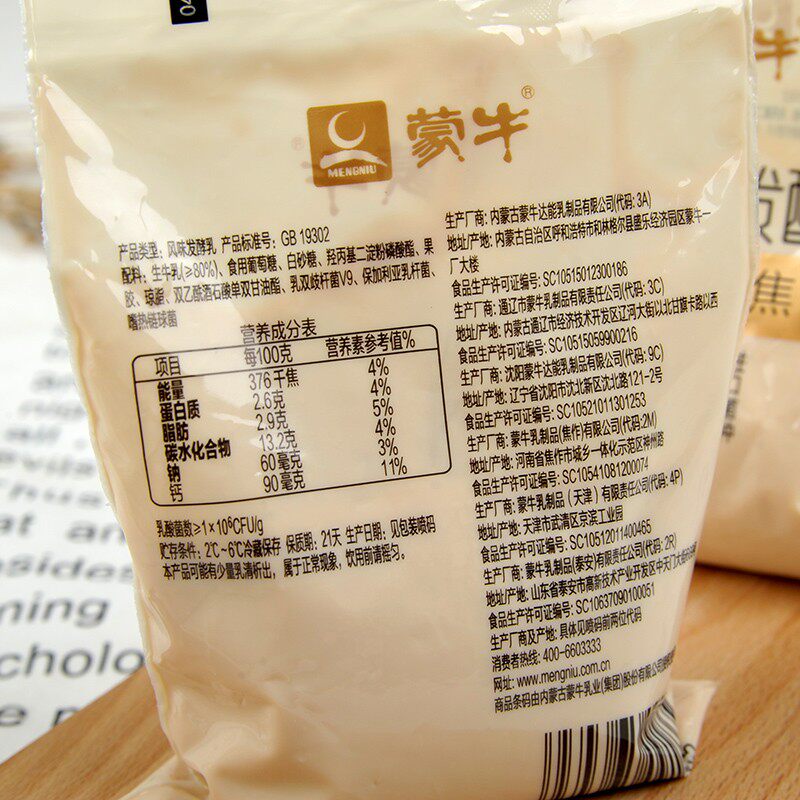 MENGNIU
蒙牛®
产品类型：风味发酵乳 产品标准号：GB 19302
配料：生牛乳(≥80%)、食用葡萄糖、白砂糖、羟丙基二淀粉磷酸酯、果
胶、琼脂、双乙酰酒石酸单双甘油酯、乳双歧杆菌V9、保加利亚乳杆菌、
嗜热链球菌
营养成分表
项目 每100克 营养素参考值%
能量 376千焦 4%
蛋白质 2.6克 4%
脂肪 2.9克 5%
碳水化合物 13.2克 4%
钠 60毫克 3%
钙 90毫克 11%
乳酸菌数≥1×10⁶CFU/g
贮存条件：2℃~6℃冷藏保存 保质期：21天 生产日期：见包装喷码
本产品可能有少量乳清析出，属于正常现象，饮用前请摇匀。
生产厂商：内蒙古蒙牛达能乳制品有限公司(代码：3A)
地址/产地：内蒙古自治区呼和浩特市和林格尔县盛乐经济园区蒙牛一
厂大楼
食品生产许可证编号：SC10515012300186
生产厂商：通辽市蒙牛乳制品有限责任公司(代码：3C)
地址/产地：内蒙古通辽市经济技术开发区辽河大街以北甘旗卡路以西
食品生产许可证编号：SC10515059900216
生产厂商：沈阳蒙牛达能乳制品有限公司(代码：9C)
地址/产地：辽宁省沈阳市沈北新区沈北路121-2号
食品生产许可证编号：SC10521011301253
生产厂商：蒙牛乳制品(焦作)有限公司(代码：2M)
地址/产地：河南省焦作市城乡一体化示范区神州路
食品生产许可证编号：SC10541081200074
生产厂商：蒙牛乳制品（天津）有限责任公司(代码：4P)
地址/产地：天津市武清区京滨工业园
食品生产许可证编号：SC10512011400465
生产厂商：蒙牛乳制品(泰安)有限责任公司(代码：2R)
地址/产地：山东省泰安市高新技术产业开发区中天门大街
食品生产许可证编号：SC10637090100051
生产厂商及产地：具体见喷码前两位代码
消费者热线：400-6603333
网址：www.mengniu.com.cn
商品条码由内蒙古蒙牛乳业(集团)股份有限公司
牛
焦